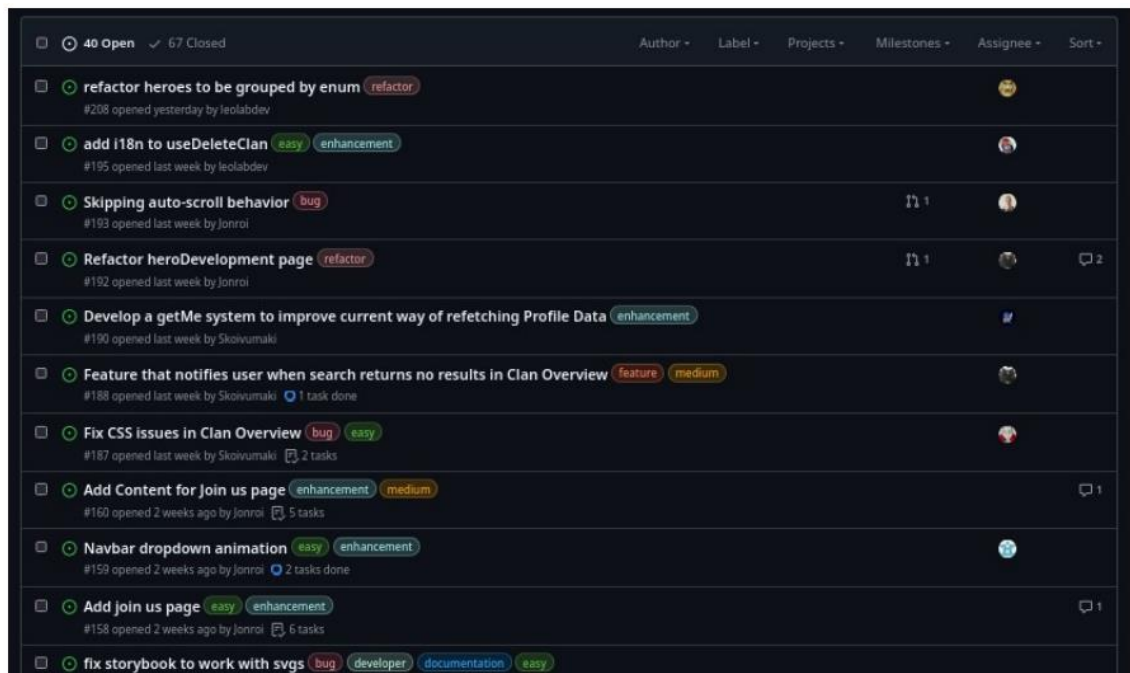 40 Open 67 Closed Author Label Projects Milestones Assignee Sort
refactor heroes to be grouped by enum refactor
#208 opened yesterday by leolabdev
add i18n to useDeleteClan easy enhancement
#195 opened last week by leolabdev
Skipping auto-scroll behavior bug 1
#193 opened last week by Jonroi
Refactor heroDevelopment page refactor 1 2
#192 opened last week by Jonroi
Develop a getMe system to improve current way of refetching Profile Data enhancement
#190 opened last week by Skoivumaki
Feature that notifies user when search returns no results in Clan Overview feature medium
#188 opened last week by Skoivumaki 1 task done
Fix CSS issues in Clan Overview bug easy
#187 opened last week by Skoivumaki 2 tasks
Add Content for Join us page enhancement medium 1
#160 opened 2 weeks ago by Jonroi 5 tasks
Navbar dropdown animation easy enhancement
#159 opened 2 weeks ago by Jonroi 2 tasks done
Add join us page easy enhancement 1
#158 opened 2 weeks ago by Jonroi 6 tasks
fix storybook to work with svgs bug developer documentation easy